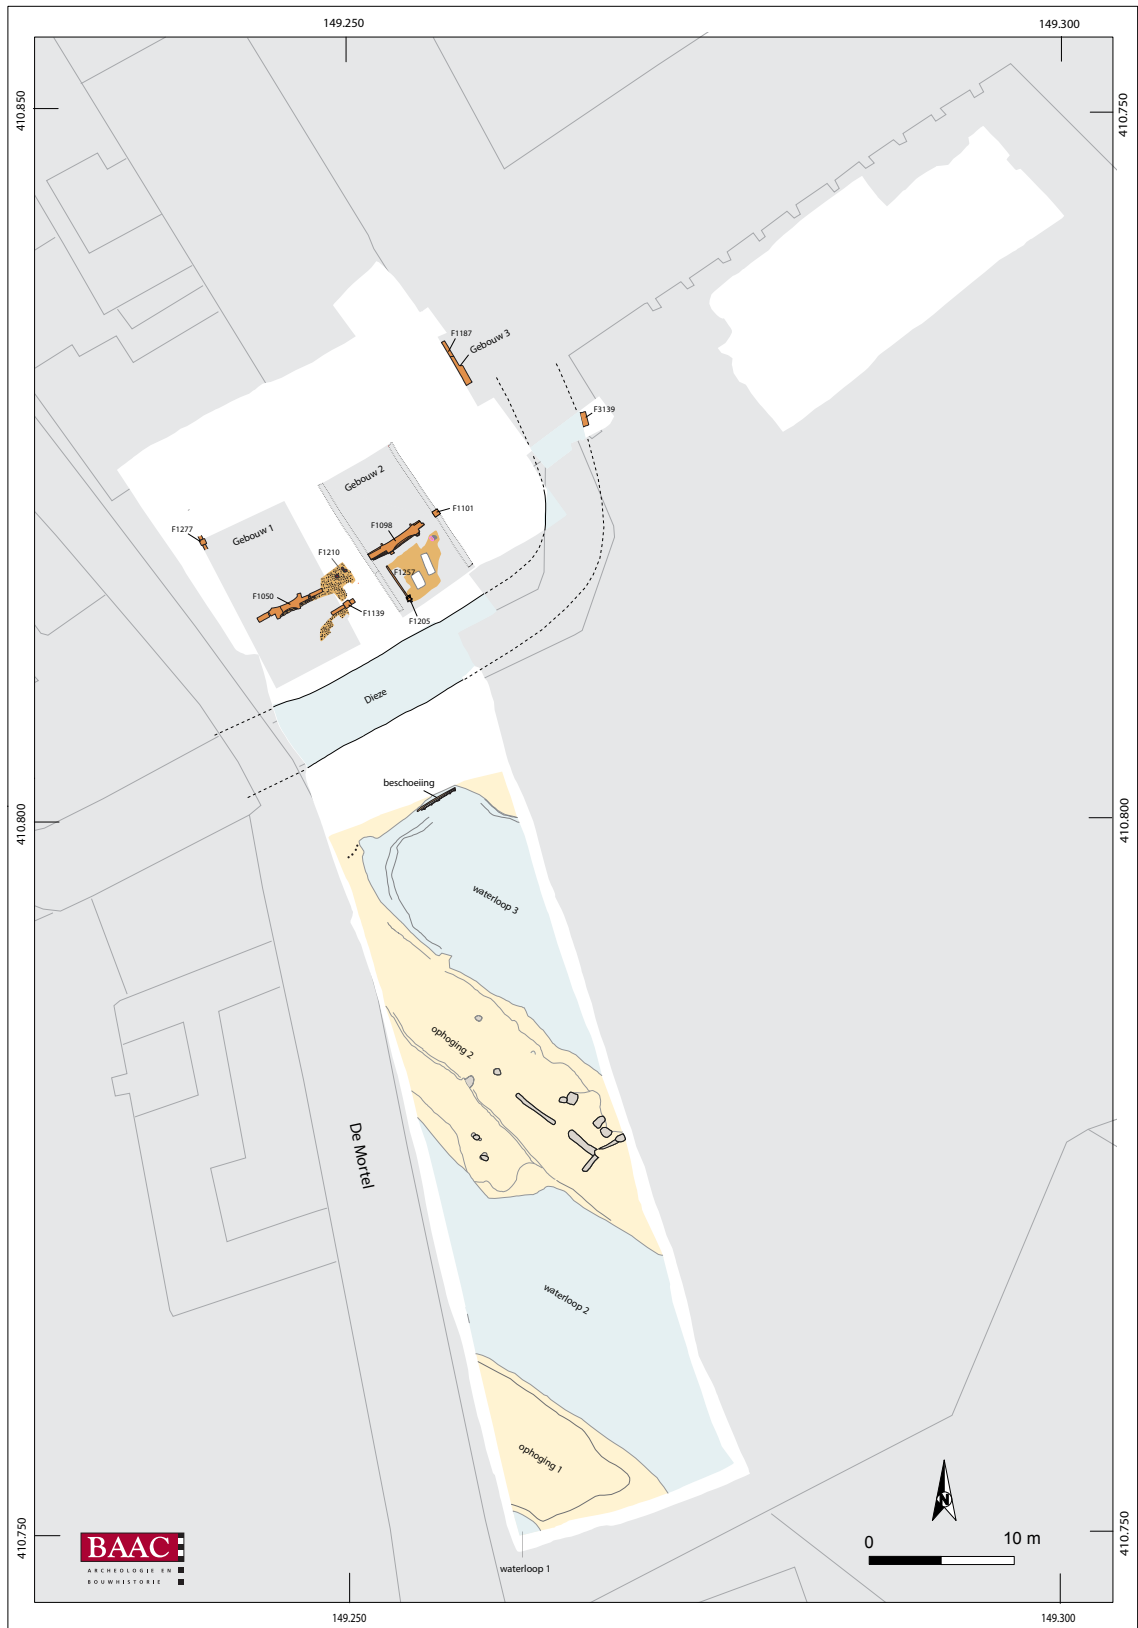 149.250
149.300
410.850
410.750
F1187
Gebouw 3
F3139
Gebouw 2
F1101
F1098
F1277
Gebouw 1
F1210
F1257
F1050
F1139
F1205
Dieze
beschoeiing
410.800
410.800
waterloop 3
ophoging 2
De Mortel
waterloop 2
ophoging 1
N
0
10 m
410.750
410.750
BAAC
ARCHEOLOGIE EN
BOUWHISTORIE
waterloop 1
149.250
149.300